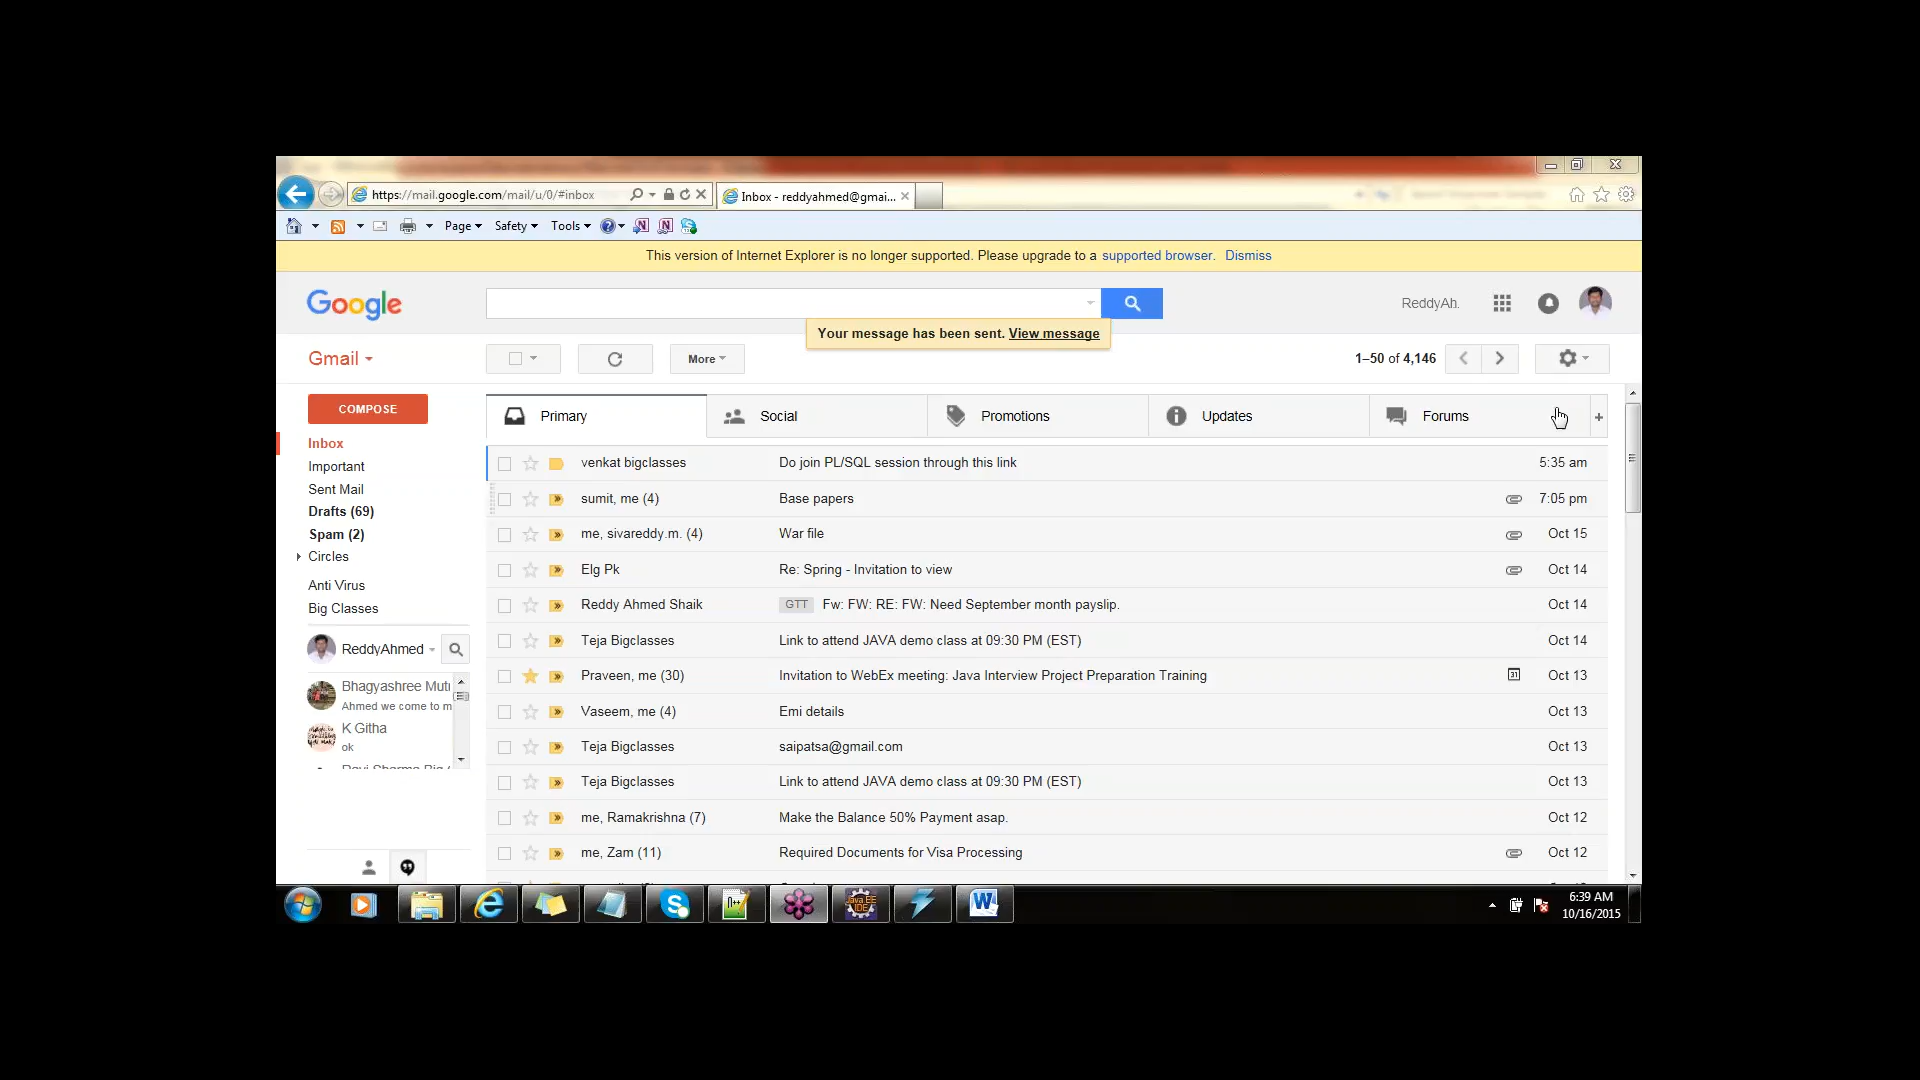 https://mail.google.com/mail/u/0/#inbox
Inbox - reddyahmed@gmai...
Page
Safety
Tools
This version of Internet Explorer is no longer supported. Please upgrade to a supported browser. Dismiss
Google
ReddyAh.
Your message has been sent. View message
Gmail
More
1–50 of 4,146
COMPOSE
Primary
Social
Promotions
Updates
Forums
+
Inbox
Important
Sent Mail
Drafts (69)
Spam (2)
Circles
Anti Virus
Big Classes
ReddyAhmed
Bhagyashree Muti
Ahmed we come to m
K Githa
ok
venkat bigclasses Do join PL/SQL session through this link 5:35 am
sumit, me (4) Base papers 7:05 pm
me, sivareddy.m. (4) War file Oct 15
Elg Pk Re: Spring - Invitation to view Oct 14
Reddy Ahmed Shaik GTT Fw: FW: RE: FW: Need September month payslip. Oct 14
Teja Bigclasses Link to attend JAVA demo class at 09:30 PM (EST) Oct 14
Praveen, me (30) Invitation to WebEx meeting: Java Interview Project Preparation Training 31 Oct 13
Vaseem, me (4) Emi details Oct 13
Teja Bigclasses saipatsa@gmail.com Oct 13
Teja Bigclasses Link to attend JAVA demo class at 09:30 PM (EST) Oct 13
me, Ramakrishna (7) Make the Balance 50% Payment asap. Oct 12
me, Zam (11) Required Documents for Visa Processing Oct 12
Java EE
IDE
6:39 AM
10/16/2015